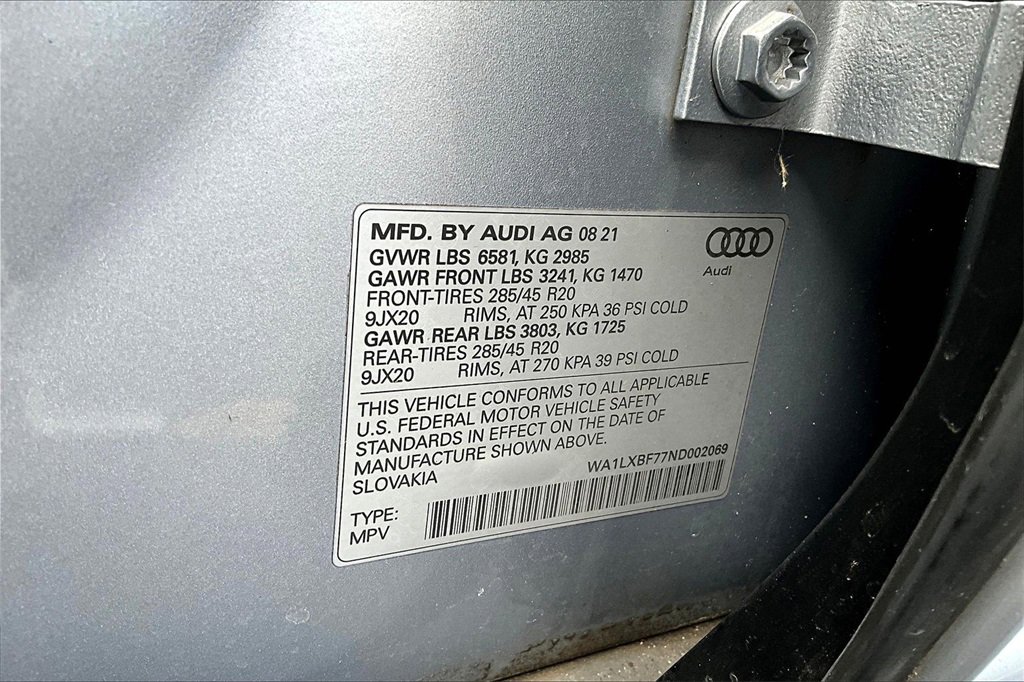 MFD. BY AUDI AG 08 21
GVWR LBS 6581, KG 2985
GAWR FRONT LBS 3241, KG 1470
FRONT-TIRES 285/45 R20
9JX20 RIMS, AT 250 KPA 36 PSI COLD
GAWR REAR LBS 3803, KG 1725
REAR-TIRES 285/45 R20
9JX20 RIMS, AT 270 KPA 39 PSI COLD
Audi
THIS VEHICLE CONFORMS TO ALL APPLICABLE
U.S. FEDERAL MOTOR VEHICLE SAFETY
STANDARDS IN EFFECT ON THE DATE OF
MANUFACTURE SHOWN ABOVE.
SLOVAKIA
WA1LXBF77ND002069
TYPE:
MPV